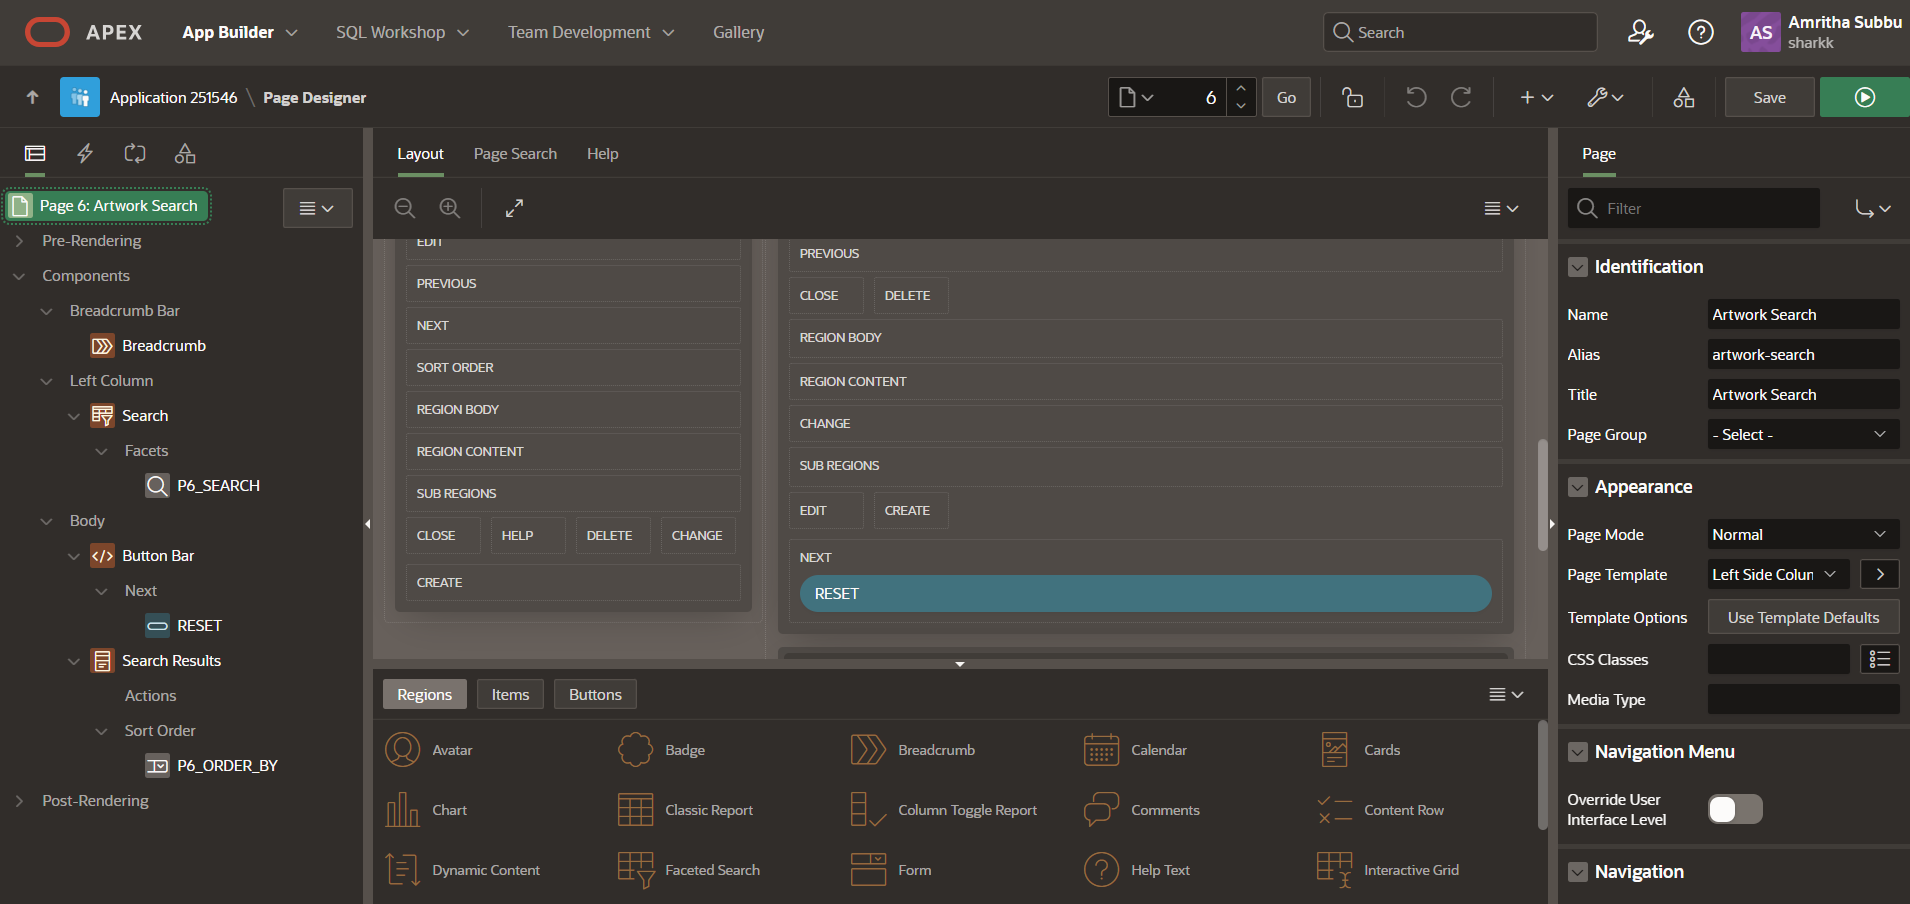 APEX App Builder SQL Workshop Team Development Gallery Search AS Amritha Subbu
sharkk
Application 251546 \ Page Designer 6 Go Save
Layout Page Search Help
Page 6: Artwork Search
Pre-Rendering
Components
Breadcrumb Bar
Breadcrumb
Left Column
Search
Facets
P6_SEARCH
Body
Button Bar
Next
RESET
Search Results
Actions
Sort Order
P6_ORDER_BY
Post-Rendering
EDIT
PREVIOUS
NEXT
SORT ORDER
REGION BODY
REGION CONTENT
SUB REGIONS
CLOSE HELP DELETE CHANGE
CREATE
PREVIOUS
CLOSE DELETE
REGION BODY
REGION CONTENT
CHANGE
SUB REGIONS
EDIT CREATE
NEXT
RESET
Regions Items Buttons
Avatar Badge Breadcrumb Calendar Cards
Chart Classic Report Column Toggle Report Comments Content Row
Dynamic Content Faceted Search Form Help Text Interactive Grid
Page
Filter
Identification
Name Artwork Search
Alias artwork-search
Title Artwork Search
Page Group - Select -
Appearance
Page Mode Normal
Page Template Left Side Colun
Template Options Use Template Defaults
CSS Classes
Media Type
Navigation Menu
Override User
Interface Level
Navigation